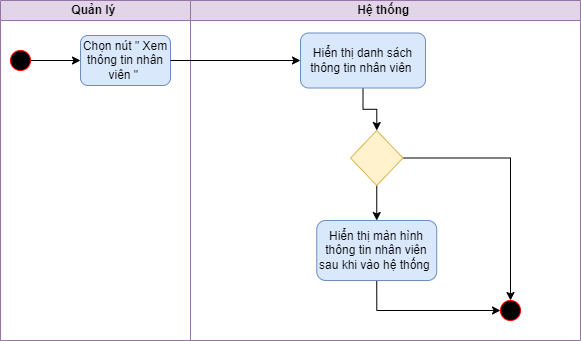 Quản lý
Hệ thống
Chọn nút " Xem
thông tin nhân
viên "
Hiển thị danh sách
thông tin nhân viên
Hiển thị màn hình
thông tin nhân viên
sau khi vào hệ thống